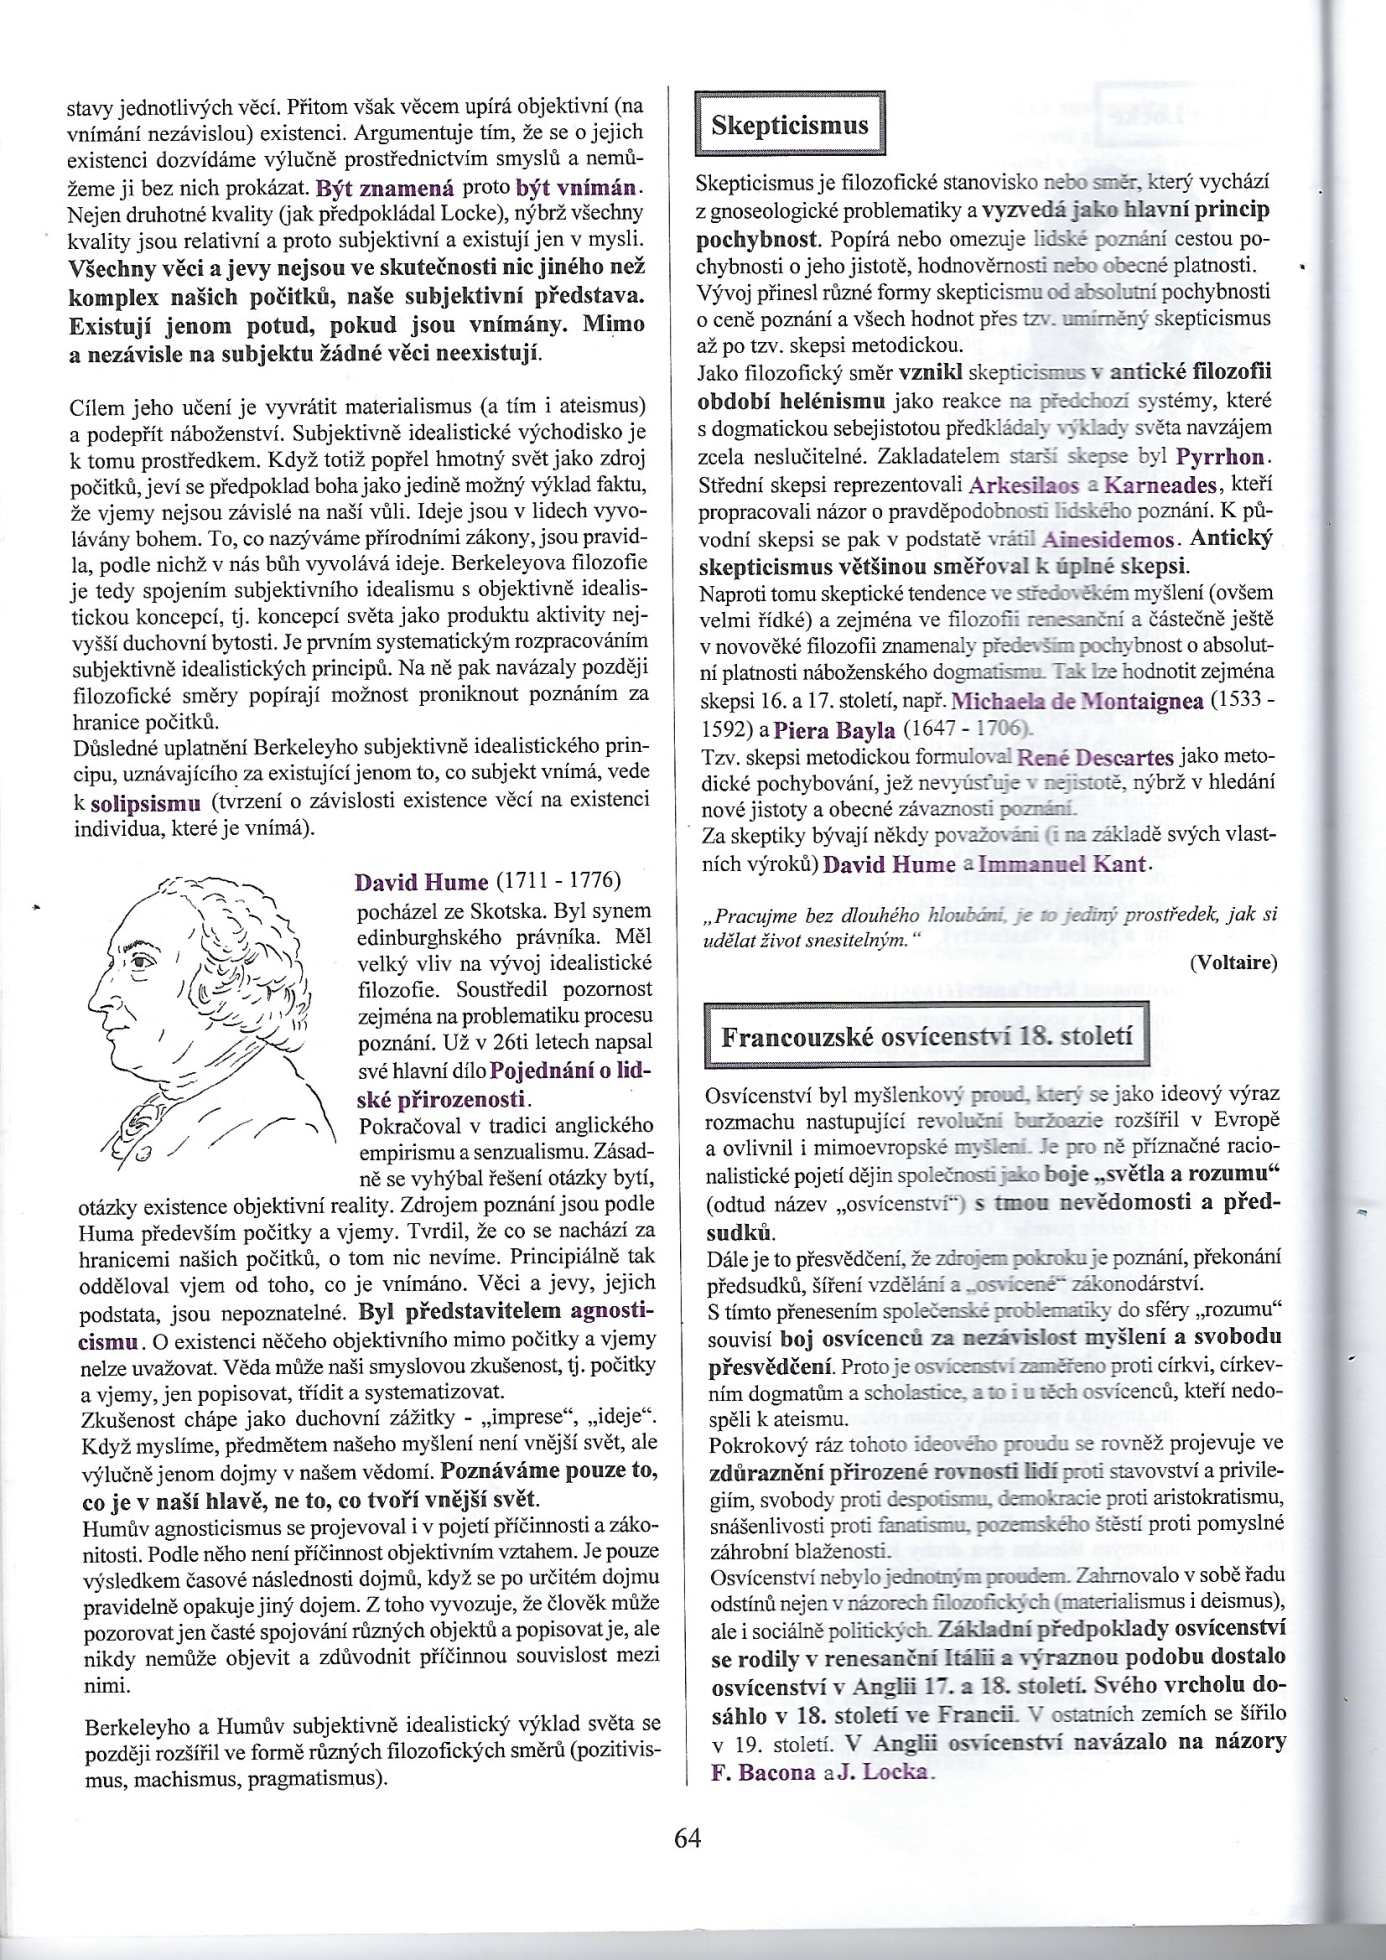 stavy jednotlivých věcí. Přitom však věcem upírá objektivní (na
vnímání nezávislou) existenci. Argumentuje tím, že se o jejich
existenci dozvídáme výlučně prostřednictvím smyslů a nemů-
žeme ji bez nich prokázat. Být znamená proto být vnímán.
Nejen druhotné kvality (jak předpokládal Locke), nýbrž všechny
kvality jsou relativní a proto subjektivní a existují jen v mysli.
Všechny věci a jevy nejsou ve skutečnosti nic jiného než
komplex našich počitků, naše subjektivní představa.
Existují jenom potud, pokud jsou vnímány. Mimo
a nezávisle na subjektu žádné věci neexistují.
Cílem jeho učení je vyvrátit materialismus (a tím i ateismus)
a podepřít náboženství. Subjektivně idealistické východisko je
k tomu prostředkem. Když totiž popřel hmotný svět jako zdroj
počitků, jeví se předpoklad boha jako jedině možný výklad faktu,
že vjemy nejsou závislé na naší vůli. Ideje jsou v lidech vyvo-
lávány bohem. To, co nazýváme přírodními zákony, jsou pravid-
la, podle nichž v nás bůh vyvolává ideje. Berkeleyova filozofie
je tedy spojením subjektivního idealismu s objektivně idealis-
tickou koncepcí, tj. koncepcí světa jako produktu aktivity nej-
vyšší duchovní bytosti. Je prvním systematickým rozpracováním
subjektivně idealistických principů. Na ně pak navázaly později
filozofické směry popírají možnost proniknout poznáním za
hranice počitků.
Důsledné uplatnění Berkeleyho subjektivně idealistického prin-
cipu, uznávajícího za existující jenom to, co subjekt vnímá, vede
k solipsismu (tvrzení o závislosti existence věcí na existenci
individua, které je vnímá).
David Hume (1711 - 1776)
pocházel ze Skotska. Byl synem
edinburghského právníka. Měl
velký vliv na vývoj idealistické
filozofie. Soustředil pozornost
zejména na problematiku procesu
poznání. Už v 26ti letech napsal
své hlavní dílo Pojednání o lid-
ské přirozenosti.
Pokračoval v tradici anglického
empirismu a senzualismu. Zásad-
ně se vyhýbal řešení otázky bytí,
otázky existence objektivní reality. Zdrojem poznání jsou podle
Huma především počitky a vjemy. Tvrdil, že co se nachází za
hranicemi našich počitků, o tom nic nevíme. Principiálně tak
odděloval vjem od toho, co je vnímáno. Věci a jevy, jejich
podstata, jsou nepoznatelné. Byl představitelem agnosti-
cismu. O existenci něčeho objektivního mimo počitky a vjemy
nelze uvažovat. Věda může naši smyslovou zkušenost, tj. počitky
a vjemy, jen popisovat, třídit a systematizovat.
Zkušenost chápe jako duchovní zážitky - „imprese“, „ideje“.
Když myslíme, předmětem našeho myšlení není vnější svět, ale
výlučně jenom dojmy v našem vědomí. Poznáváme pouze to,
co je v naší hlavě, ne to, co tvoří vnější svět.
Humův agnosticismus se projevoval i v pojetí příčinnosti a záko-
nitosti. Podle něho není příčinnost objektivním vztahem. Je pouze
výsledkem časové následnosti dojmů, když se po určitém dojmu
pravidelně opakuje jiný dojem. Z toho vyvozuje, že člověk může
pozorovat jen časté spojování různých objektů a popisovat je, ale
nikdy nemůže objevit a zdůvodnit příčinnou souvislost mezi
nimi.
Berkeleyho a Humův subjektivně idealistický výklad světa se
později rozšířil ve formě různých filozofických směrů (pozitivis-
mus, machismus, pragmatismus).
Skepticismus
Skepticismus je filozofické stanovisko nebo směr, který vychází
z gnoseologické problematiky a vyzvedá jako hlavní princip
pochybnost. Popírá nebo omezuje lidské poznání cestou po-
chybnosti o jeho jistotě, hodnověrnosti nebo obecné platnosti.
Vývoj přinesl různé formy skepticismu od absolutní pochybnosti
o ceně poznání a všech hodnot přes tzv. umírněný skepticismus
až po tzv. skepsi metodickou.
Jako filozofický směr vznikl skepticismus v antické filozofii
období helénismu jako reakce na předchozí systémy, které
s dogmatickou sebejistotou předkládaly výklady světa navzájem
zcela neslučitelné. Zakladatelem starší skepse byl Pyrrhon.
Střední skepsi reprezentovali Arkesilaos a Karneades, kteří
propracovali názor o pravděpodobnosti lidského poznání. K pů-
vodní skepsi se pak v podstatě vrátil Ainesidemos. Antický
skepticismus většinou směřoval k úplné skepsi.
Naproti tomu skeptické tendence ve středověkém myšlení (ovšem
velmi řídké) a zejména ve filozofii renesanční a částečně ještě
v novověké filozofii znamenaly především pochybnost o absolut-
ní platnosti náboženského dogmatismu. Tak lze hodnotit zejména
skepsi 16. a 17. století, např. Michaela de Montaignea (1533 -
1592) a Piera Bayla (1647 - 1706).
Tzv. skepsi metodickou formuloval René Descartes jako meto-
dické pochybování, jež nevyúsťuje v nejistotě, nýbrž v hledání
nové jistoty a obecné závaznosti poznání.
Za skeptiky bývají někdy považováni (i na základě svých vlast-
ních výroků) David Hume a Immanuel Kant.
„Pracujme bez dlouhého hloubání, je to jediný prostředek, jak si
udělat život snesitelným.“
(Voltaire)
Francouzské osvícenství 18. století
Osvícenství byl myšlenkový proud, který se jako ideový výraz
rozmachu nastupující revoluční buržoazie rozšířil v Evropě
a ovlivnil i mimoevropské myšlení. Je pro ně příznačné racio-
nalistické pojetí dějin společnosti jako boje „světla a rozumu“
(odtud název „osvícenství“) s tmou nevědomosti a před-
sudků.
Dále je to přesvědčení, že zdrojem pokroku je poznání, překonání
předsudků, šíření vzdělání a „osvícené“ zákonodárství.
S tímto přenesením společenské problematiky do sféry „rozumu“
souvisí boj osvícenců za nezávislost myšlení a svobodu
přesvědčení. Proto je osvícenství zaměřeno proti církvi, církev-
ním dogmatům a scholastice, a to i u těch osvícenců, kteří nedo-
spěli k ateismu.
Pokrokový ráz tohoto ideového proudu se rovněž projevuje ve
zdůraznění přirozené rovnosti lidí proti stavovství a privile-
giím, svobody proti despotismu, demokracie proti aristokratismu,
snášenlivosti proti fanatismu, pozemského štěstí proti pomyslné
záhrobní blaženosti.
Osvícenství nebylo jednotným proudem. Zahrnovalo v sobě řadu
odstínů nejen v názorech filozofických (materialismus i deismus),
ale i sociálně politických. Základní předpoklady osvícenství
se rodily v renesanční Itálii a výraznou podobu dostalo
osvícenství v Anglii 17. a 18. století. Svého vrcholu do-
sáhlo v 18. století ve Francii. V ostatních zemích se šířilo
v 19. století. V Anglii osvícenství navázalo na názory
F. Bacona a J. Locka.
64